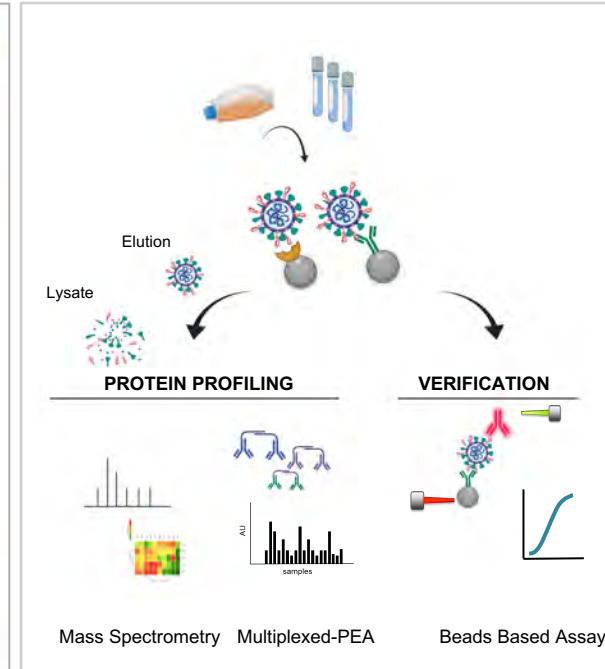 Elution
Lysate
PROTEIN PROFILING
VERIFICATION
AU
samples
Mass Spectrometry
Multiplexed-PEA
Beads Based Assay